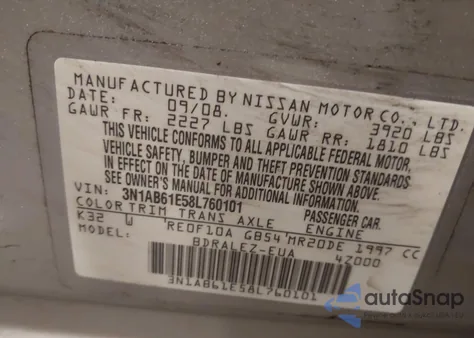 MANUFACTURED BY NISSAN MOTOR CO., LTD.
DATE: 09/08. GVWR: 3920 LBS
GAWR FR: 2227 LBS GAWR RR: 1810 LBS
THIS VEHICLE CONFORMS TO ALL APPLICABLE FEDERAL MOTOR
VEHICLE SAFETY, BUMPER AND THEFT PREVENTION STANDARDS
IN EFFECT ON THE DATE OF MANUFACTURE SHOWN ABOVE.
SEE OWNER'S MANUAL FOR ADDITIONAL INFORMATION.
VIN: 3N1AB61E58L760101 PASSENGER CAR.
COLOR TRIM TRANS AXLE ENGINE
K32 W RE0F10A GB54 MR20DE 1997 CC
MODEL: BDRALEZ-EUA 4Z000
3N1AB61E58L760101
autoSnap